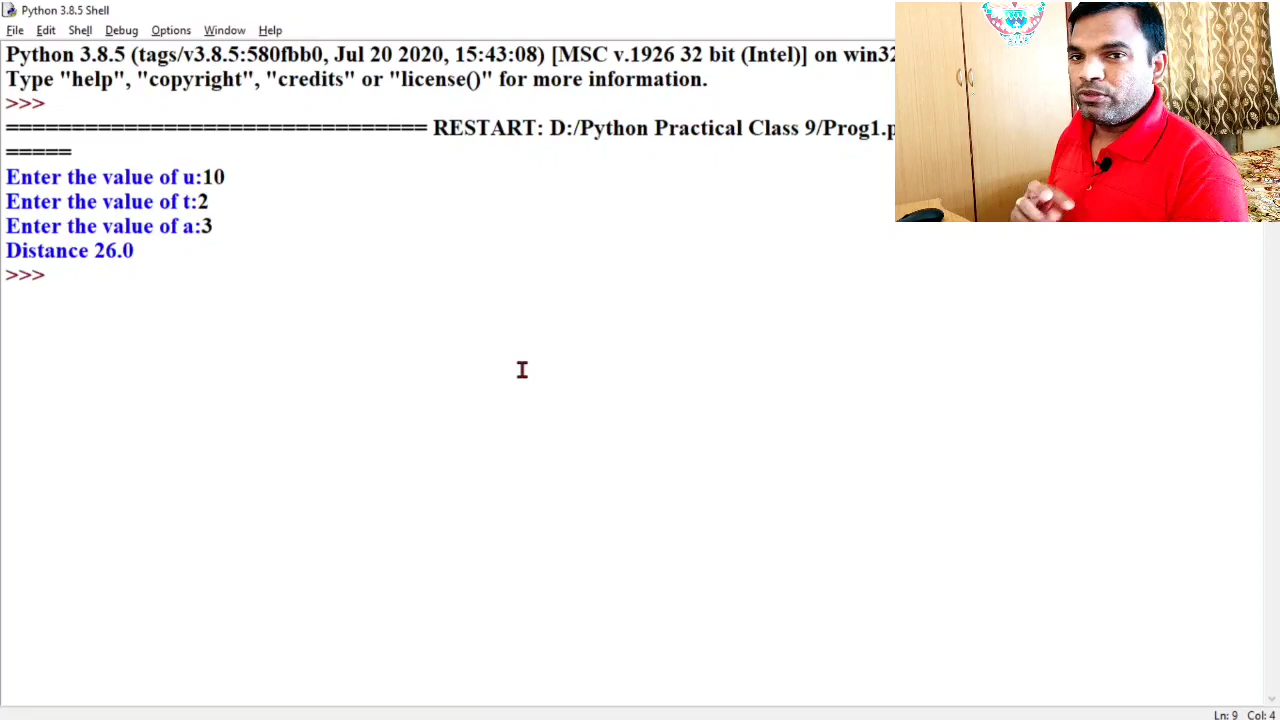 Python 3.8.5 Shell
File Edit Shell Debug Options Window Help
Python 3.8.5 (tags/v3.8.5:580fbb0, Jul 20 2020, 15:43:08) [MSC v.1926 32 bit (Intel)] on win32
Type "help", "copyright", "credits" or "license()" for more information.
>>>
================================ RESTART: D:/Python Practical Class 9/Prog1.p
=====
Enter the value of u:10
Enter the value of t:2
Enter the value of a:3
Distance 26.0
>>>
Ln: 9 Col: 4